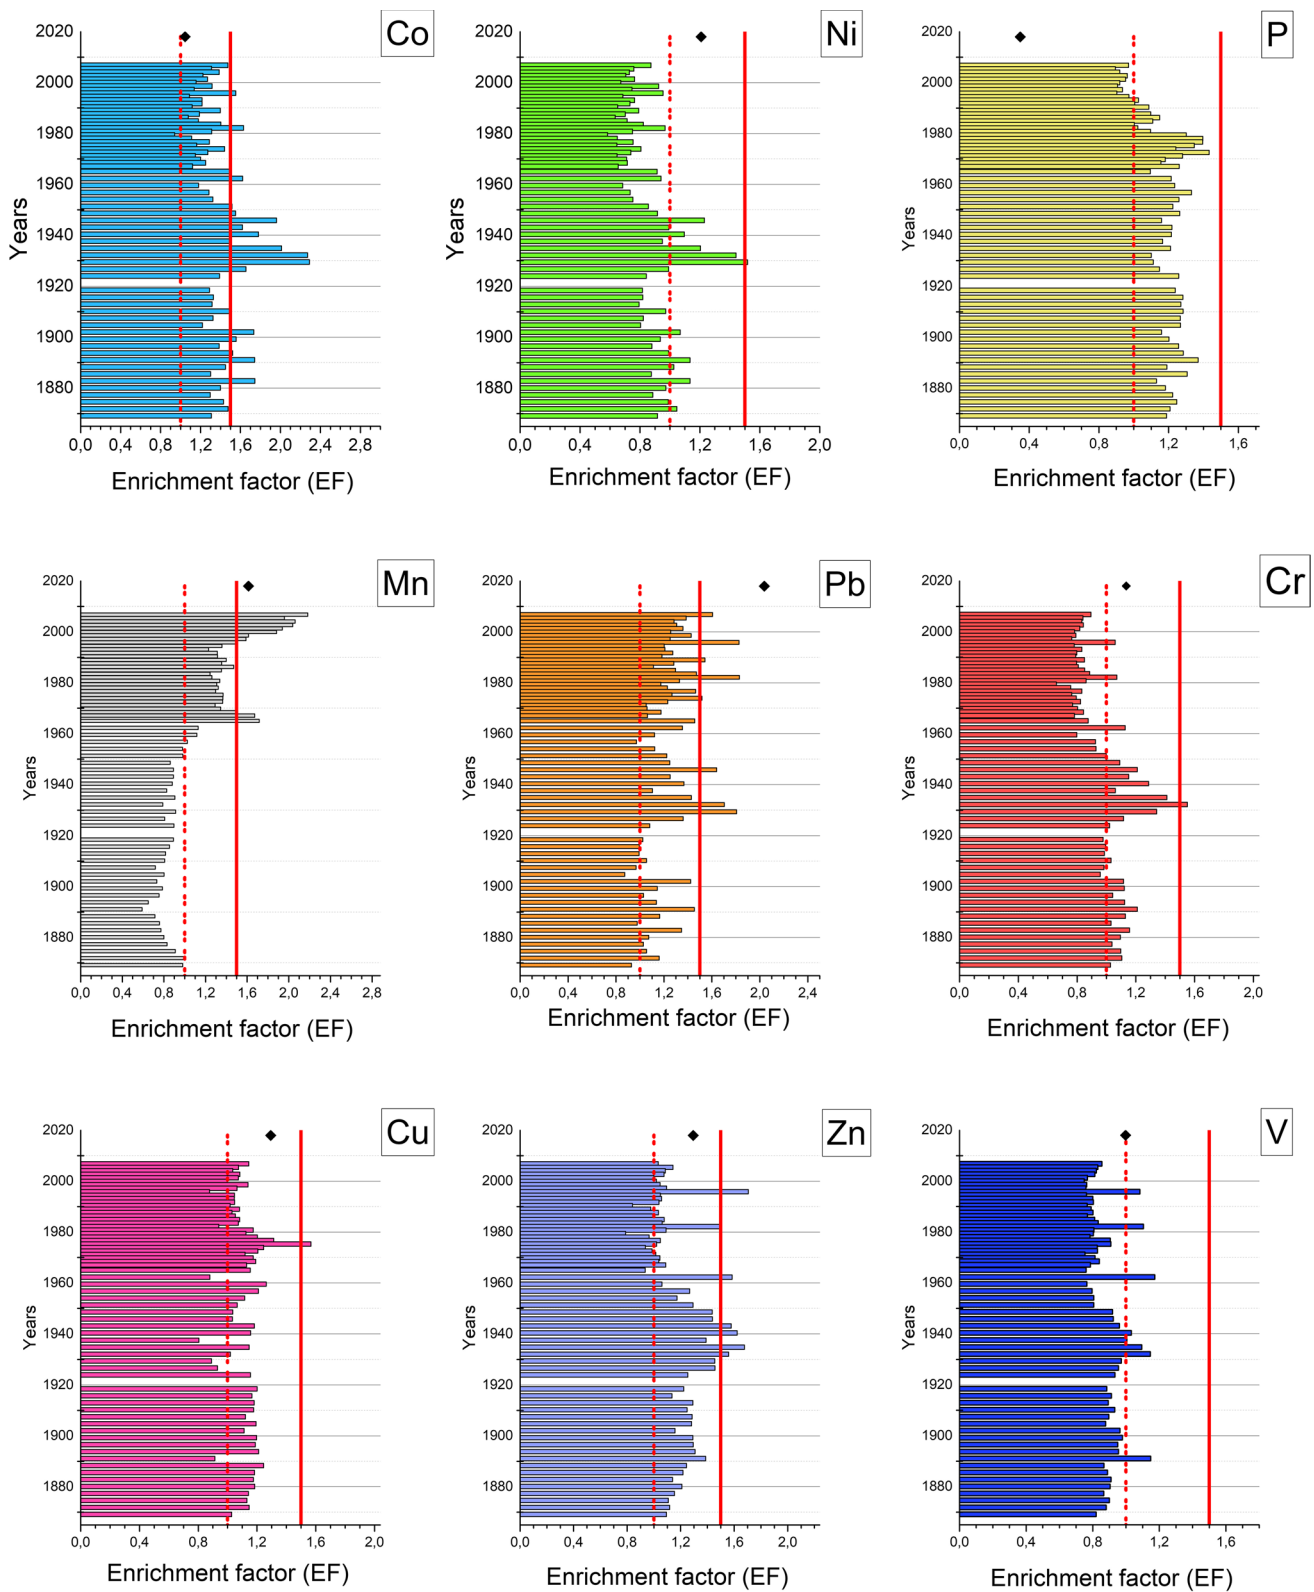 Co
2020
2000
1980
1960
1940
1920
1900
1880
Years
0,0 0,4 0,8 1,2 1,6 2,0 2,4 2,8
Enrichment factor (EF)
Ni
2020
2000
1980
1960
1940
1920
1900
1880
Years
0,0 0,4 0,8 1,2 1,6 2,0
Enrichment factor (EF)
P
2020
2000
1980
1960
1940
1920
1900
1880
Years
0,0 0,4 0,8 1,2 1,6
Enrichment factor (EF)
Mn
2020
2000
1980
1960
1940
1920
1900
1880
Years
0,0 0,4 0,8 1,2 1,6 2,0 2,4 2,8
Enrichment factor (EF)
Pb
2020
2000
1980
1960
1940
1920
1900
1880
Years
0,0 0,4 0,8 1,2 1,6 2,0 2,4
Enrichment factor (EF)
Cr
2020
2000
1980
1960
1940
1920
1900
1880
Years
0,0 0,4 0,8 1,2 1,6 2,0
Enrichment factor (EF)
Cu
2020
2000
1980
1960
1940
1920
1900
1880
Years
0,0 0,4 0,8 1,2 1,6 2,0
Enrichment factor (EF)
Zn
2020
2000
1980
1960
1940
1920
1900
1880
Years
0,0 0,4 0,8 1,2 1,6 2,0
Enrichment factor (EF)
V
2020
2000
1980
1960
1940
1920
1900
1880
Years
0,0 0,4 0,8 1,2 1,6
Enrichment factor (EF)